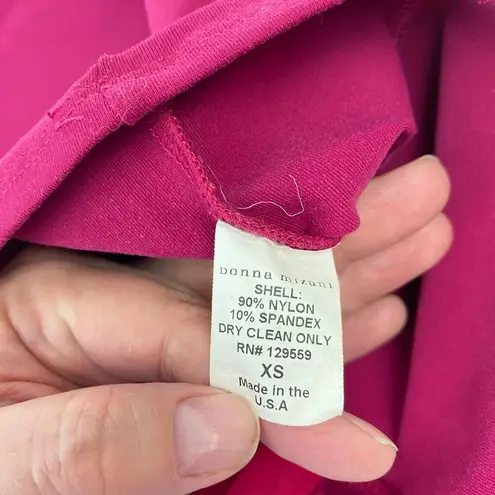 donna mizani
SHELL:
90% NYLON
10% SPANDEX
DRY CLEAN ONLY
RN# 129559
XS
Made in the
U.S.A